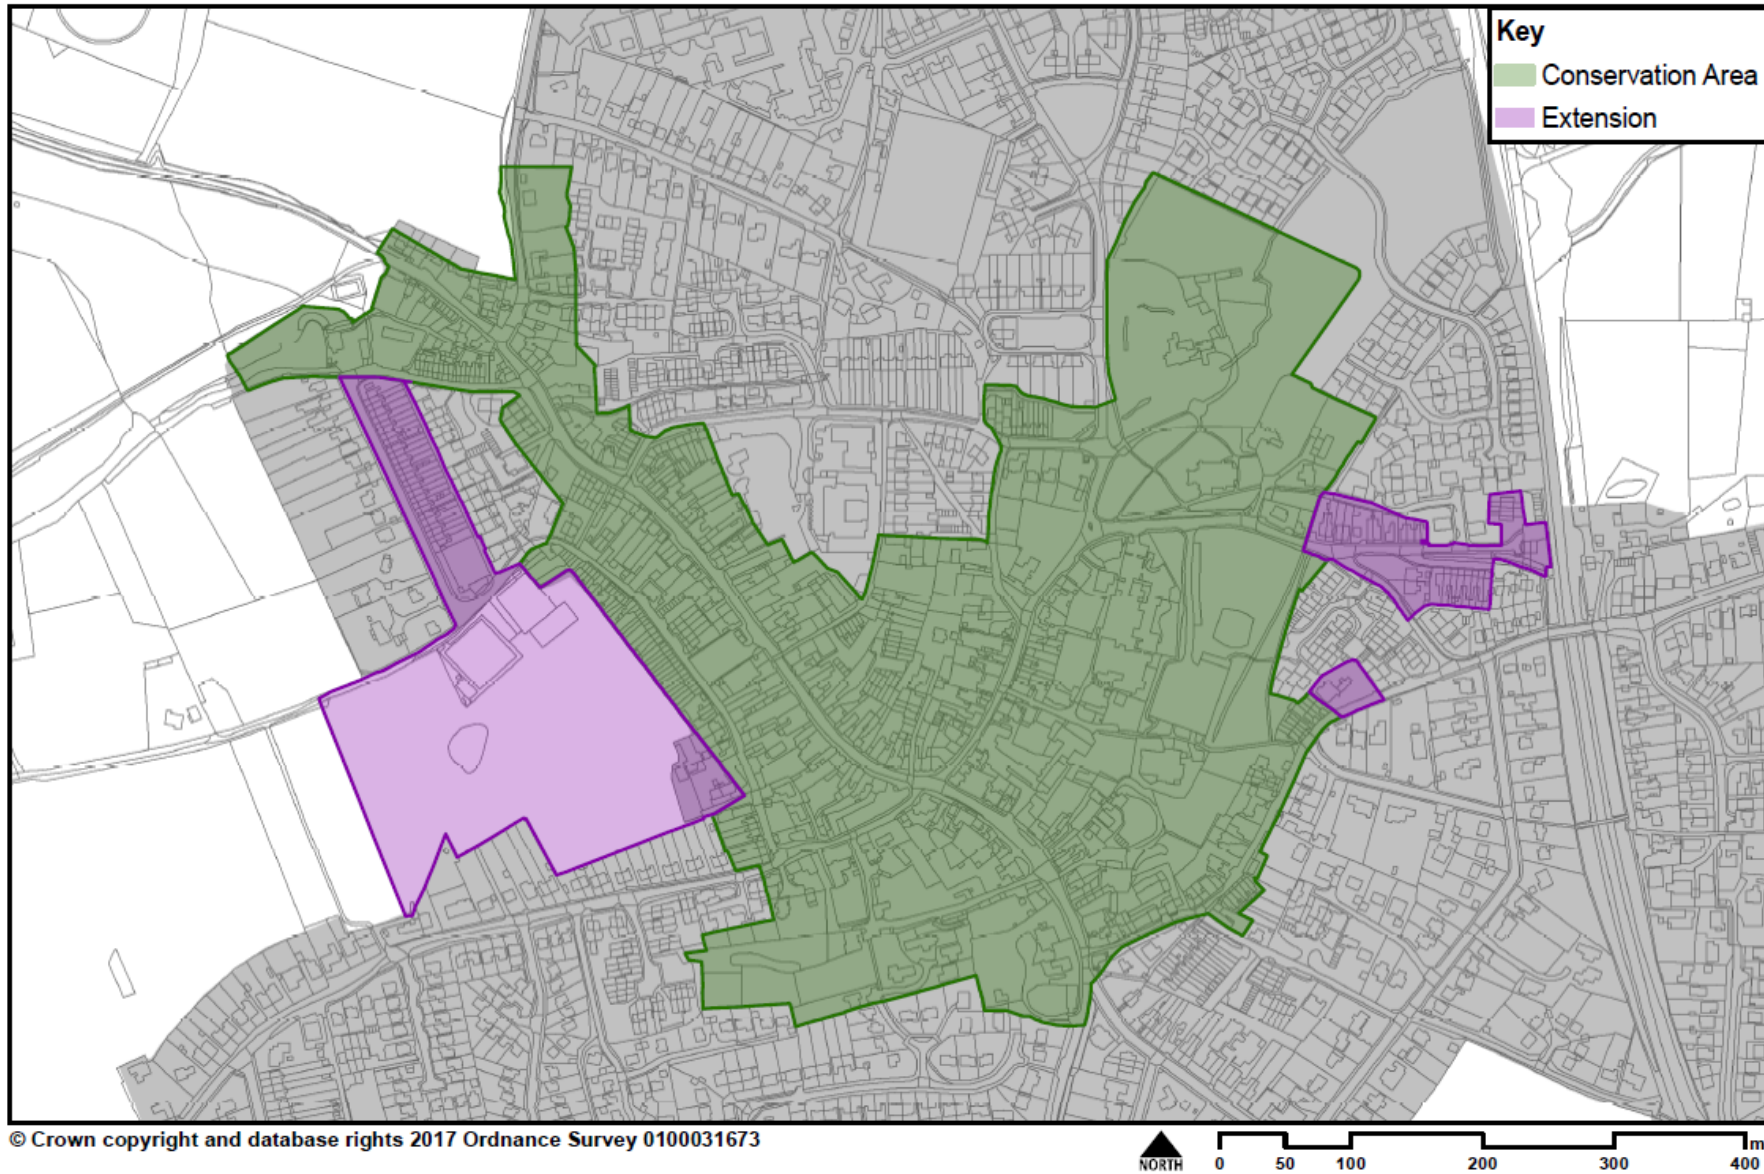 Key
Conservation Area
Extension
© Crown copyright and database rights 2017 Ordnance Survey 0100031673
NORTH
0 50 100 200 300 400 m